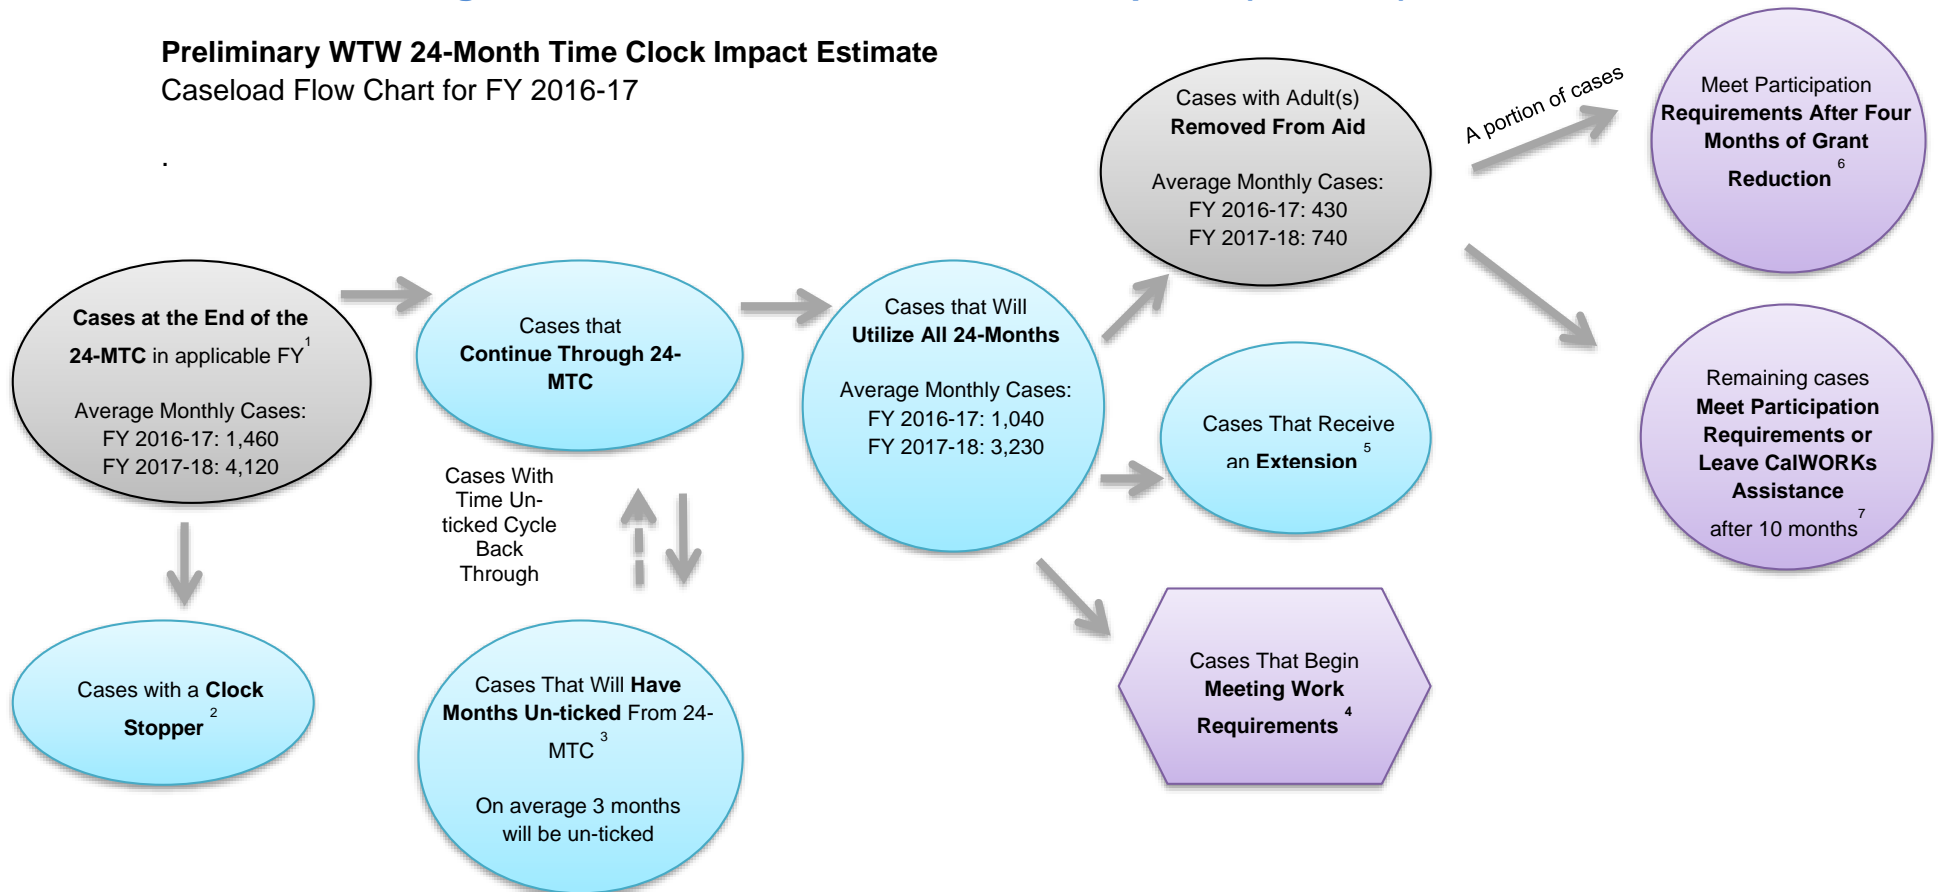 Preliminary WTW 24-Month Time Clock Impact Estimate
Caseload Flow Chart for FY 2016-17
.
Cases at the End of the
24-MTC in applicable FY1
Average Monthly Cases:
FY 2016-17: 1,460
FY 2017-18: 4,120
Cases with a Clock
Stopper 2
Cases that
Continue Through 24-
MTC
Cases With
Time Un-
ticked Cycle
Back
Through
Cases That Will Have
Months Un-ticked From 24-
MTC 3
On average 3 months
will be un-ticked
Cases that Will
Utilize All 24-Months
Average Monthly Cases:
FY 2016-17: 1,040
FY 2017-18: 3,230
Cases with Adult(s)
Removed From Aid
Average Monthly Cases:
FY 2016-17: 430
FY 2017-18: 740
Cases That Receive
an Extension 5
Cases That Begin
Meeting Work
Requirements 4
A portion of cases
Meet Participation
Requirements After Four
Months of Grant
Reduction 6
Remaining cases
Meet Participation
Requirements or
Leave CalWORKs
Assistance
after 10 months7